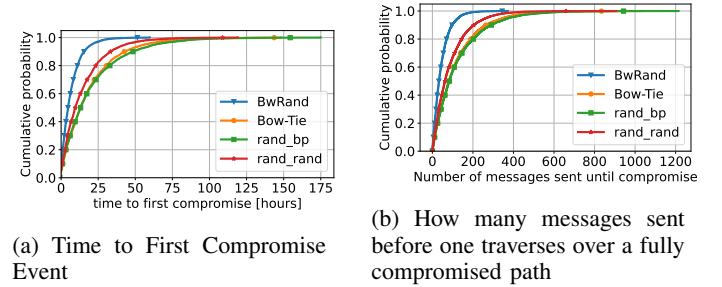 Cumulative probability
1.0
0.8
0.6
0.4
0.2
0.0
BwRand
Bow-Tie
rand_bp
rand_rand
0 25 50 75 100 125 150 175
time to first compromise [hours]
(a) Time to First Compromise
Event
Cumulative probability
1.0
0.8
0.6
0.4
0.2
0.0
BwRand
Bow-Tie
rand_bp
rand_rand
0 200 400 600 800 1000 1200
Number of messages sent until compromise
(b) How many messages sent
before one traverses over a fully
compromised path